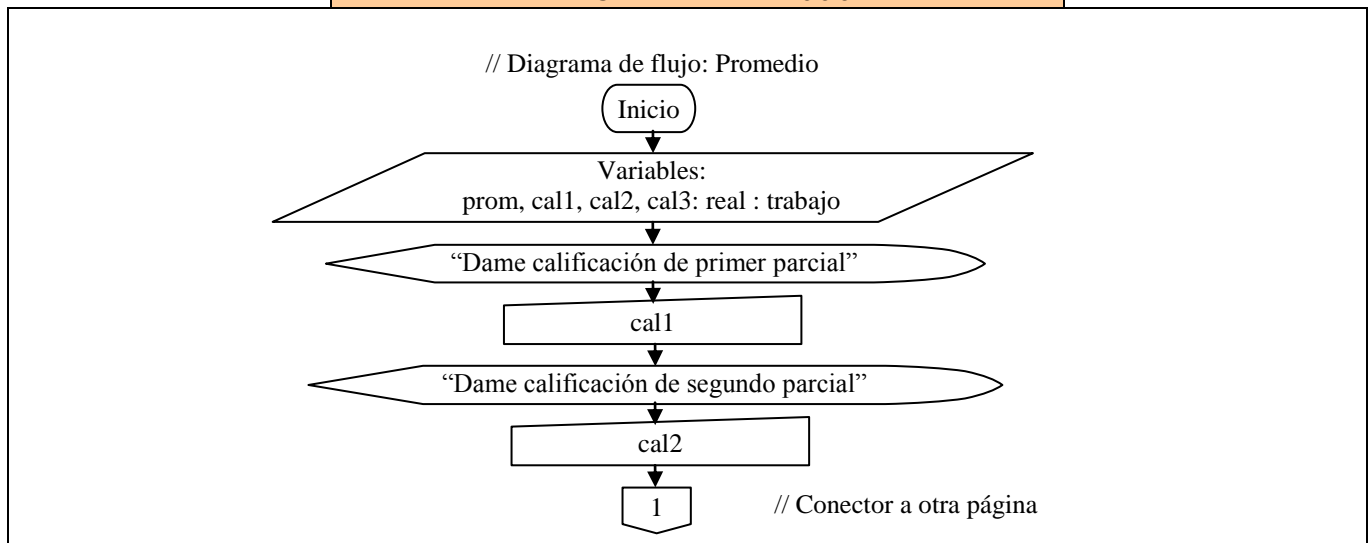 // Diagrama de flujo: Promedio
Inicio
Variables:
prom, cal1, cal2, cal3: real : trabajo
“Dame calificación de primer parcial”
cal1
“Dame calificación de segundo parcial”
cal2
1
// Conector a otra página